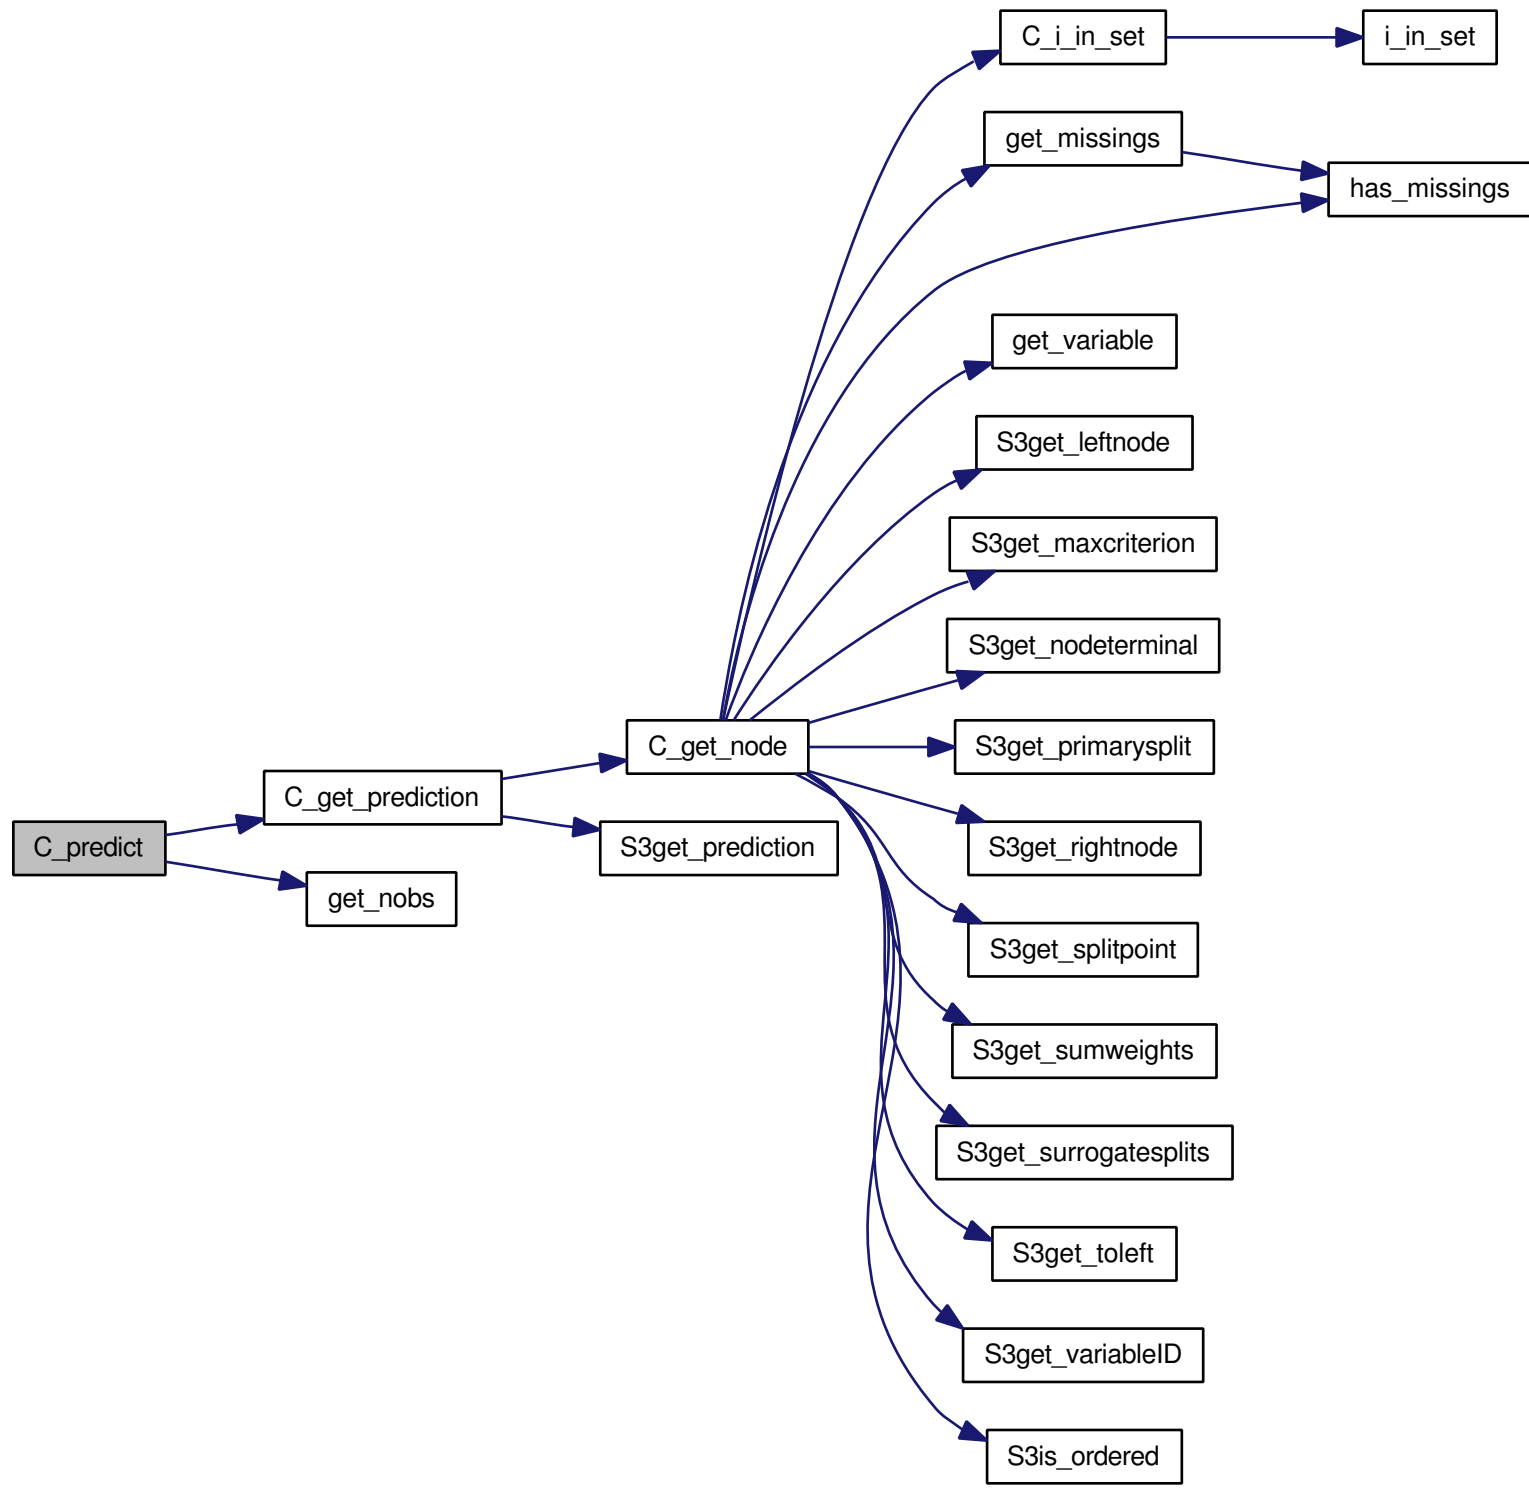 C_i_in_set
i_in_set
get_missings
has_missings
get_variable
S3get_leftnode
S3get_maxcriterion
S3get_nodeterminal
C_get_node
S3get_primarysplit
C_get_prediction
C_predict
S3get_prediction
S3get_rightnode
get_nobs
S3get_splitpoint
S3get_sumweights
S3get_surrogatesplits
S3get_toleft
S3get_variableID
S3is_ordered